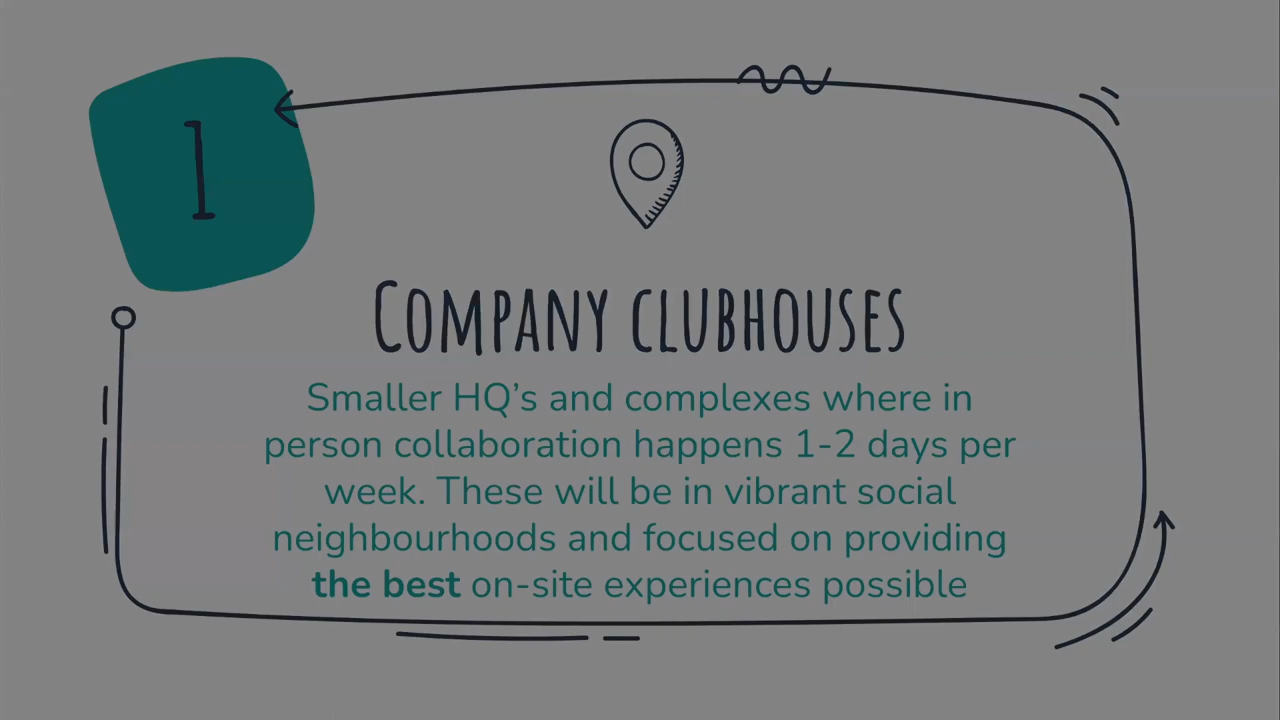 1
Company clubhouses
Smaller HQ’s and complexes where in
person collaboration happens 1-2 days per
week. These will be in vibrant social
neighbourhoods and focused on providing
the best on-site experiences possible